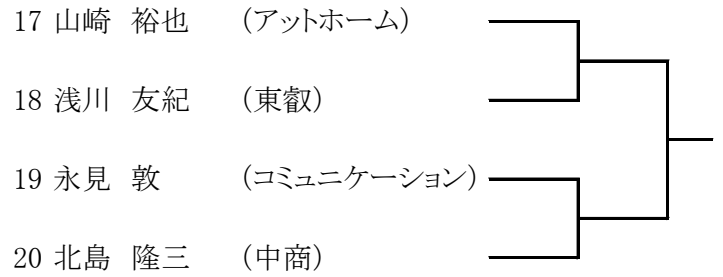 17 山崎 裕也 (アットホーム)
18 浅川 友紀 (東叡)
19 永見 敦 (コミュニケーション)
20 北島 隆三 (中商)